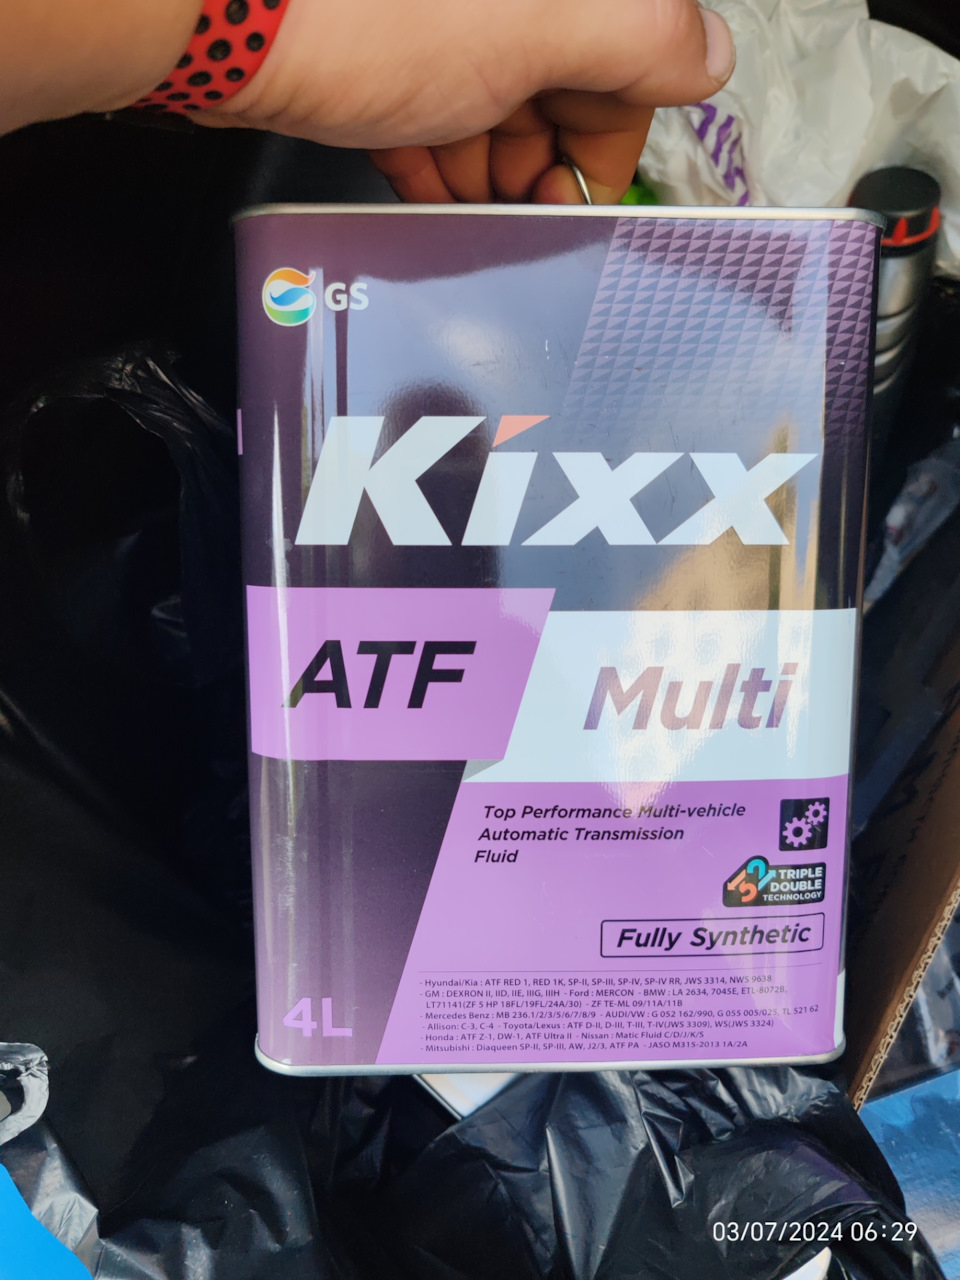 GS
Kixx
ATF
Multi
Top Performance Multi-vehicle
Automatic Transmission
Fluid
TRIPLE
DOUBLE
TECHNOLOGY
Fully Synthetic
- Hyundai/Kia : ATF RED 1, RED 1K, SP-II, SP-III, SP-IV, SP-IV RR, JWS 3314, NWS 9638
- GM : DEXRON II, IID, IIE, IIIG, IIIH - Ford : MERCON - BMW : LA 2634, 7045E, ETL-8072B,
LT71141(ZF 5 HP 18FL/19FL/24A/30) - ZF TE-ML 09/11A/11B
- Mercedes Benz : MB 236.1/2/3/5/6/7/8/9 - AUDI/VW : G 052 162/990, G 055 005/025, TL 521 62
- Allison: C-3, C-4 - Toyota/Lexus : ATF D-II, D-III, T-III, T-IV(JWS 3309), WS(JWS 3324)
- Honda : ATF Z-1, DW-1, ATF Ultra II - Nissan : Matic Fluid C/D/J/K/S
- Mitsubishi : Diaqueen SP-II, SP-III, AW, J2/3, ATF PA - JASO M315-2013 1A/2A
4L
03/07/2024 06:29